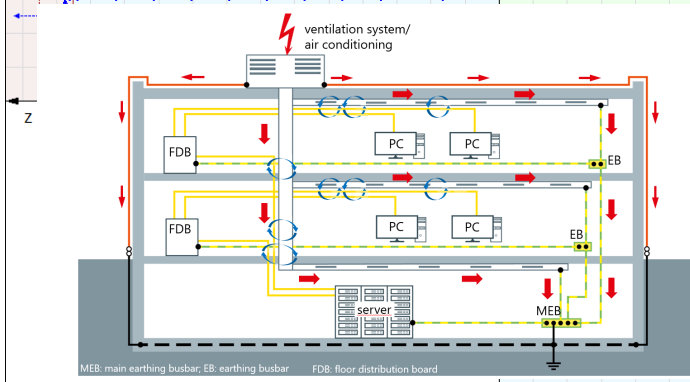 ventilation system/
air conditioning
Z
FDB
PC
PC
EB
FDB
PC
PC
EB
server
MEB
MEB: main earthing busbar; EB: earthing busbar FDB: floor distribution board